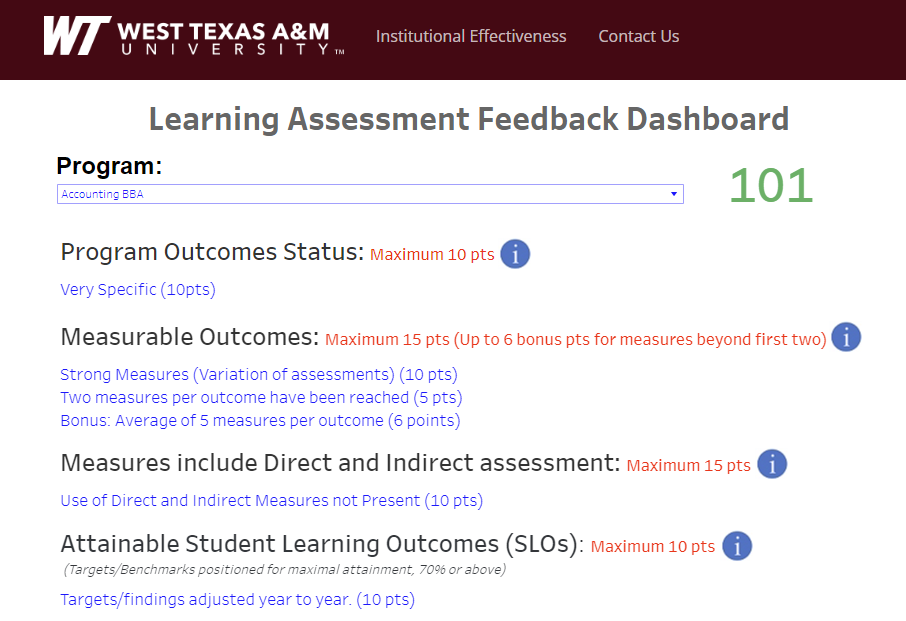 WT WEST TEXAS A&M
UNIVERSITY™
Institutional Effectiveness Contact Us
Learning Assessment Feedback Dashboard
Program:
Accounting BBA
101
Program Outcomes Status: Maximum 10 pts i
Very Specific (10pts)
Measurable Outcomes: Maximum 15 pts (Up to 6 bonus pts for measures beyond first two) i
Strong Measures (Variation of assessments) (10 pts)
Two measures per outcome have been reached (5 pts)
Bonus: Average of 5 measures per outcome (6 points)
Measures include Direct and Indirect assessment: Maximum 15 pts i
Use of Direct and Indirect Measures not Present (10 pts)
Attainable Student Learning Outcomes (SLOs): Maximum 10 pts i
(Targets/Benchmarks positioned for maximal attainment, 70% or above)
Targets/findings adjusted year to year. (10 pts)